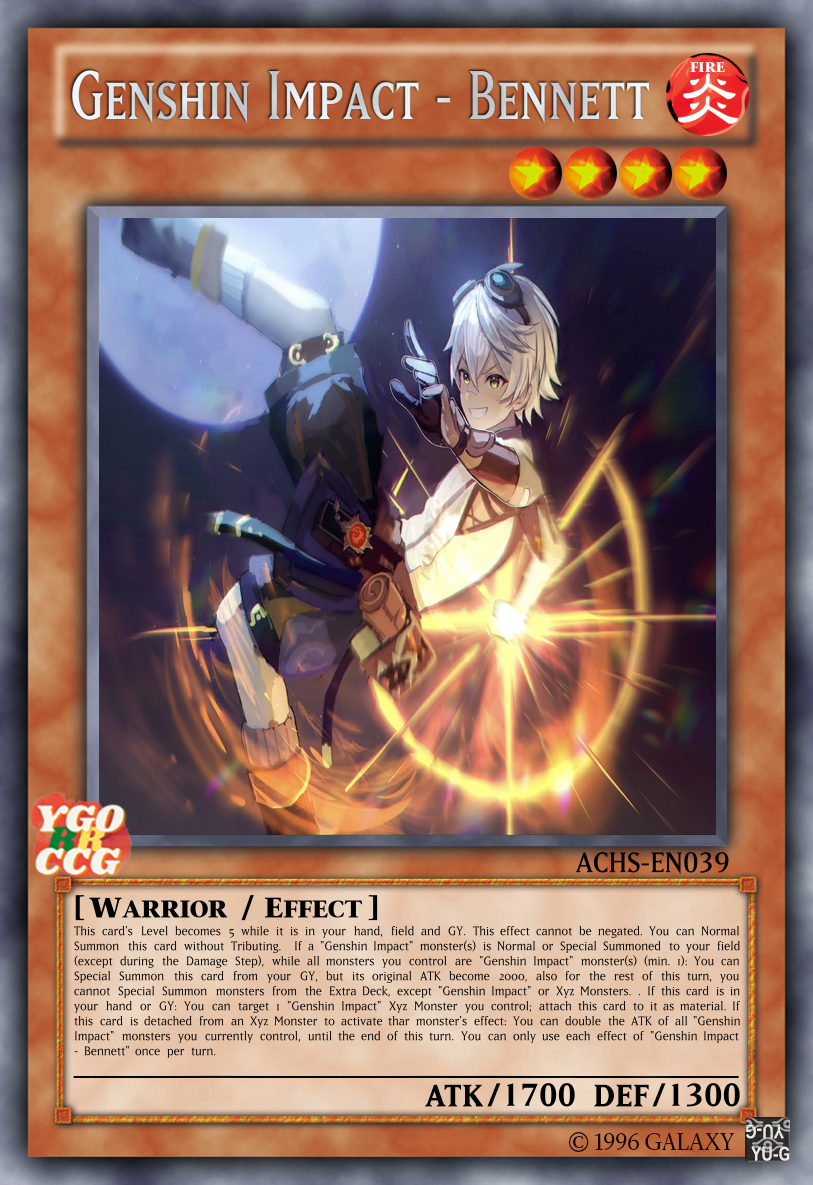 Genshin Impact - Bennett
FIRE
炎
YGO
BR
CCG
ACHS-EN039
[ Warrior / Effect ]
This card's Level becomes 5 while it is in your hand, field and GY. This effect cannot be negated. You can Normal
Summon this card without Tributing. If a "Genshin Impact" monster(s) is Normal or Special Summoned to your field
(except during the Damage Step), while all monsters you control are "Genshin Impact" monster(s) (min. 1): You can
Special Summon this card from your GY, but its original ATK become 2000, also for the rest of this turn, you
cannot Special Summon monsters from the Extra Deck, except "Genshin Impact" or Xyz Monsters. . If this card is in
your hand or GY: You can target 1 "Genshin Impact" Xyz Monster you control; attach this card to it as material. If
this card is detached from an Xyz Monster to activate thar monster's effect: You can double the ATK of all "Genshin
Impact" monsters you currently control, until the end of this turn. You can only use each effect of "Genshin Impact
- Bennett" once per turn.
ATK/1700 DEF/1300
© 1996 GALAXY
YU-G
YU-G